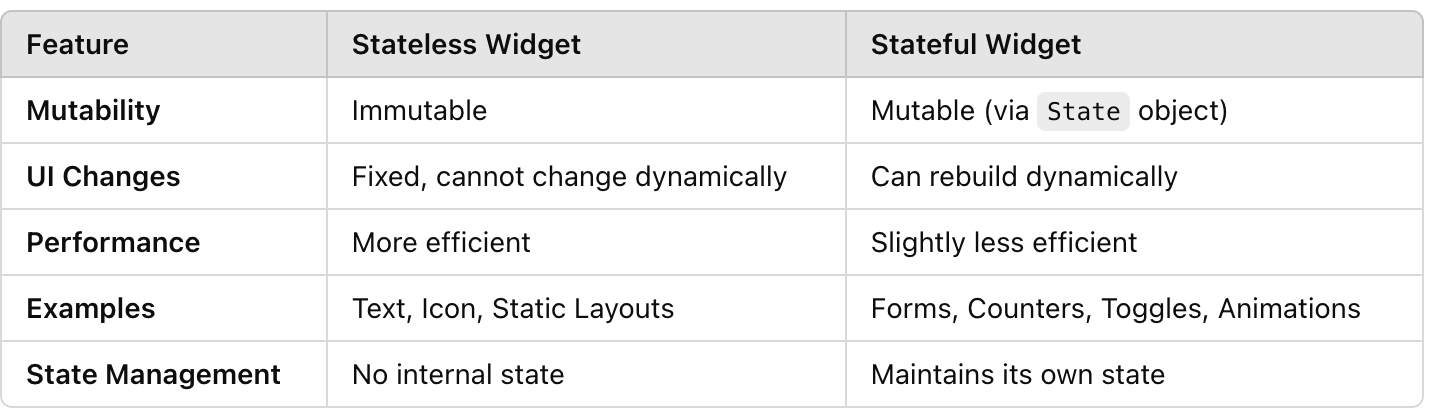 Feature Stateless Widget Stateful Widget
Mutability Immutable Mutable (via State object)
UI Changes Fixed, cannot change dynamically Can rebuild dynamically
Performance More efficient Slightly less efficient
Examples Text, Icon, Static Layouts Forms, Counters, Toggles, Animations
State Management No internal state Maintains its own state